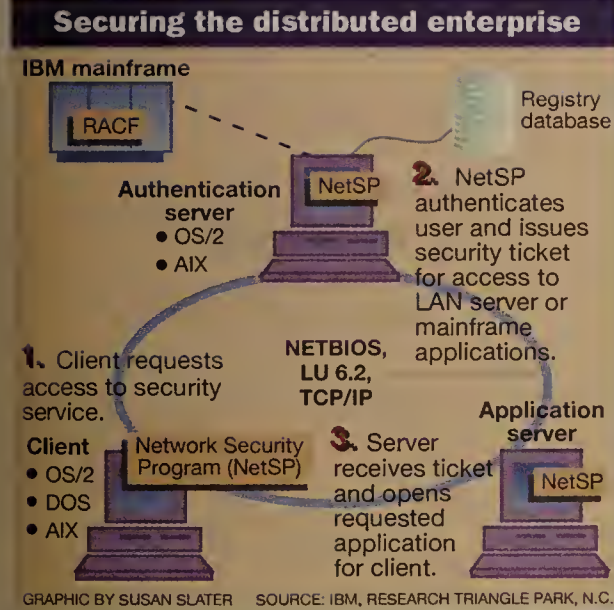 Securing the distributed enterprise
IBM mainframe
RACF
Registry
database
Authentication
server
• OS/2
• AIX
NetSP
2. NetSP
authenticates
user and issues
security ticket
for access to
LAN server or
mainframe
applications.
1. Client requests
access to security
service.
NETBIOS,
LU 6.2,
TCP/IP
Client
• OS/2
• DOS
• AIX
Network Security
Program (NetSP)
3. Server
receives ticket
and opens
requested
application
for client.
Application
server
NetSP
GRAPHIC BY SUSAN SLATER
SOURCE: IBM, RESEARCH TRIANGLE PARK, N.C.